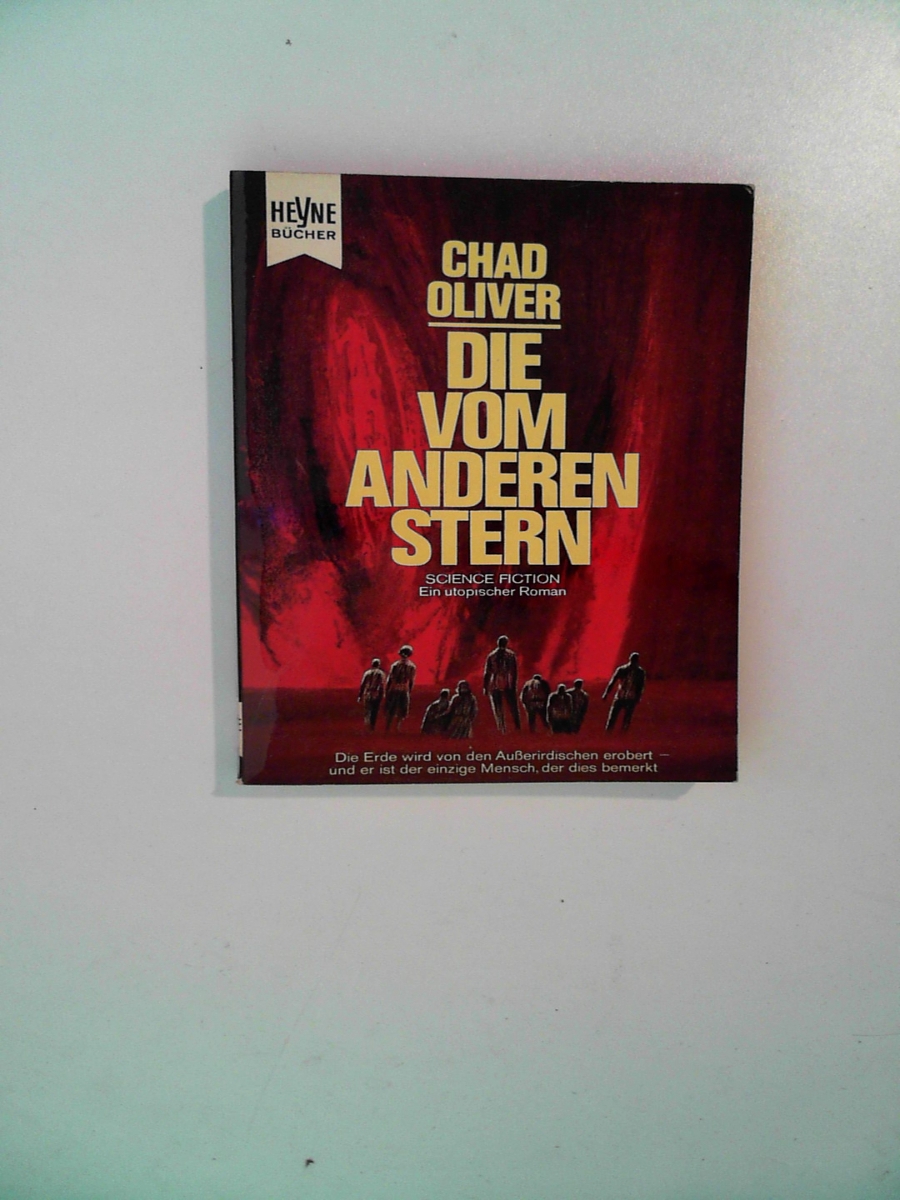 HEYNE
BÜCHER
CHAD
OLIVER
DIE
VOM
ANDEREN
STERN
SCIENCE FICTION
Ein utopischer Roman
Die Erde wird von den Außerirdischen erobert –
und er ist der einzige Mensch, der dies bemerkt